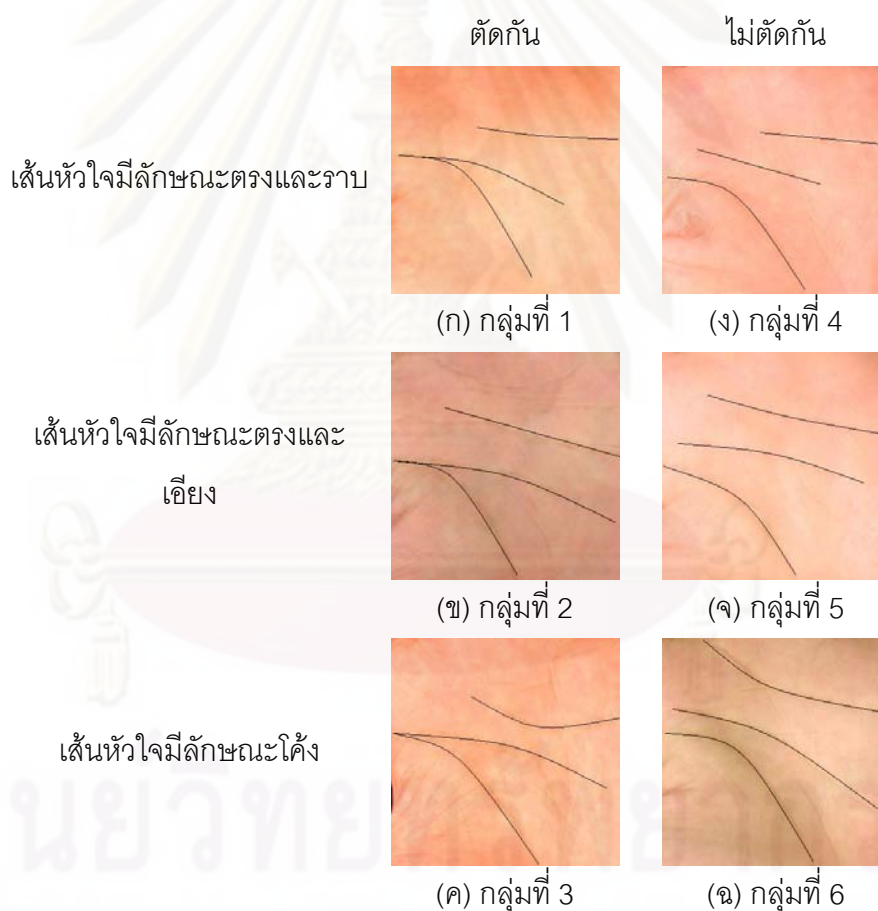 ตัดกัน ไม่ตัดกัน
เส้นหัวใจมีลักษณะตรงและราบ
(ก) กลุ่มที่ 1 (ง) กลุ่มที่ 4
เส้นหัวใจมีลักษณะตรงและ
เอียง
(ข) กลุ่มที่ 2 (จ) กลุ่มที่ 5
เส้นหัวใจมีลักษณะโค้ง
(ค) กลุ่มที่ 3 (ฉ) กลุ่มที่ 6